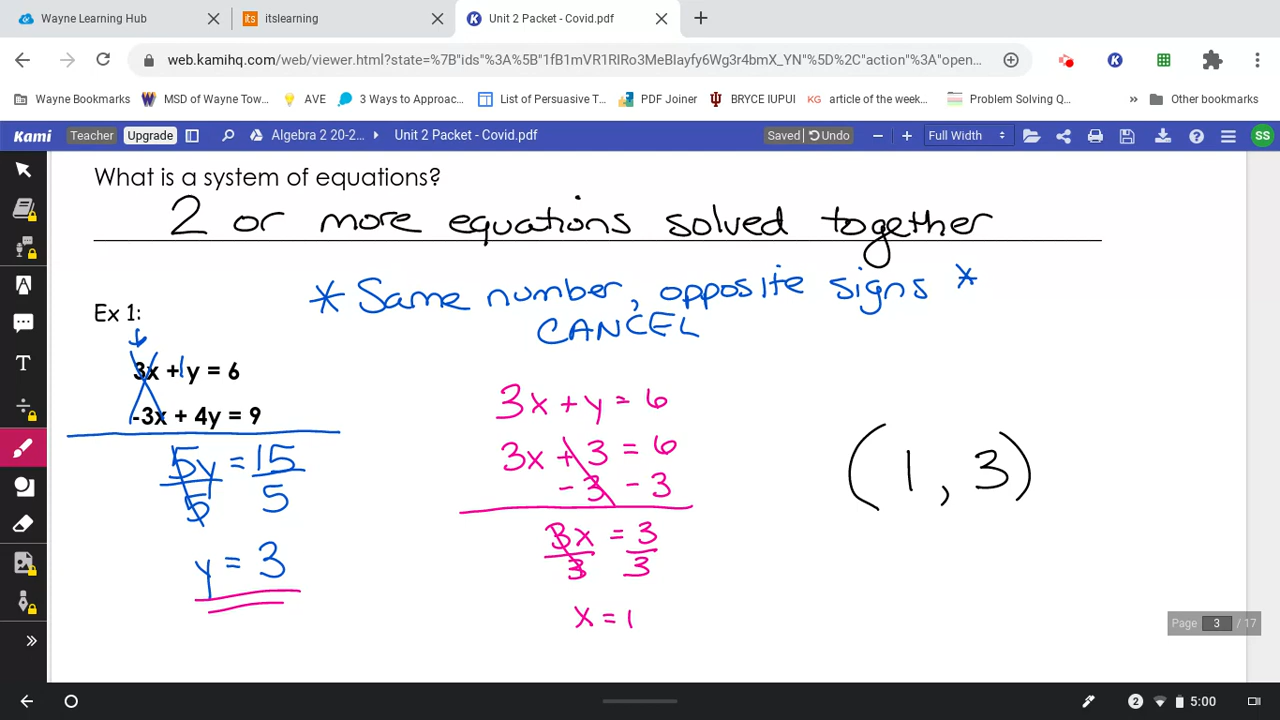 Wayne Learning Hub
itslearning
Unit 2 Packet - Covid.pdf
web.kamihq.com/web/viewer.html?state=%7B"ids"%3A%5B"1fB1mVR1RIRo3MeBIayfy6Wg3r4bmX_YN"%5D%2C"action"%3A"open...
Wayne Bookmarks
MSD of Wayne Tow...
AVE
3 Ways to Approac...
List of Persuasive T...
PDF Joiner
BRYCE IUPUI
KG article of the week...
Problem Solving Q...
»
Other bookmarks
Kami Teacher Upgrade
Algebra 2 20-2... Unit 2 Packet - Covid.pdf
Saved Undo
Full Width
SS
What is a system of equations?
2 or more equations solved together
* Same number, opposite signs *
CANCEL
Ex 1:
3x + 1y = 6
-3x + 4y = 9
5y = 15
5 5
y = 3
3x + y = 6
3x + 3 = 6
- 3 - 3
3x = 3
3 3
x = 1
(1, 3)
Page 3 / 17
2 5:00